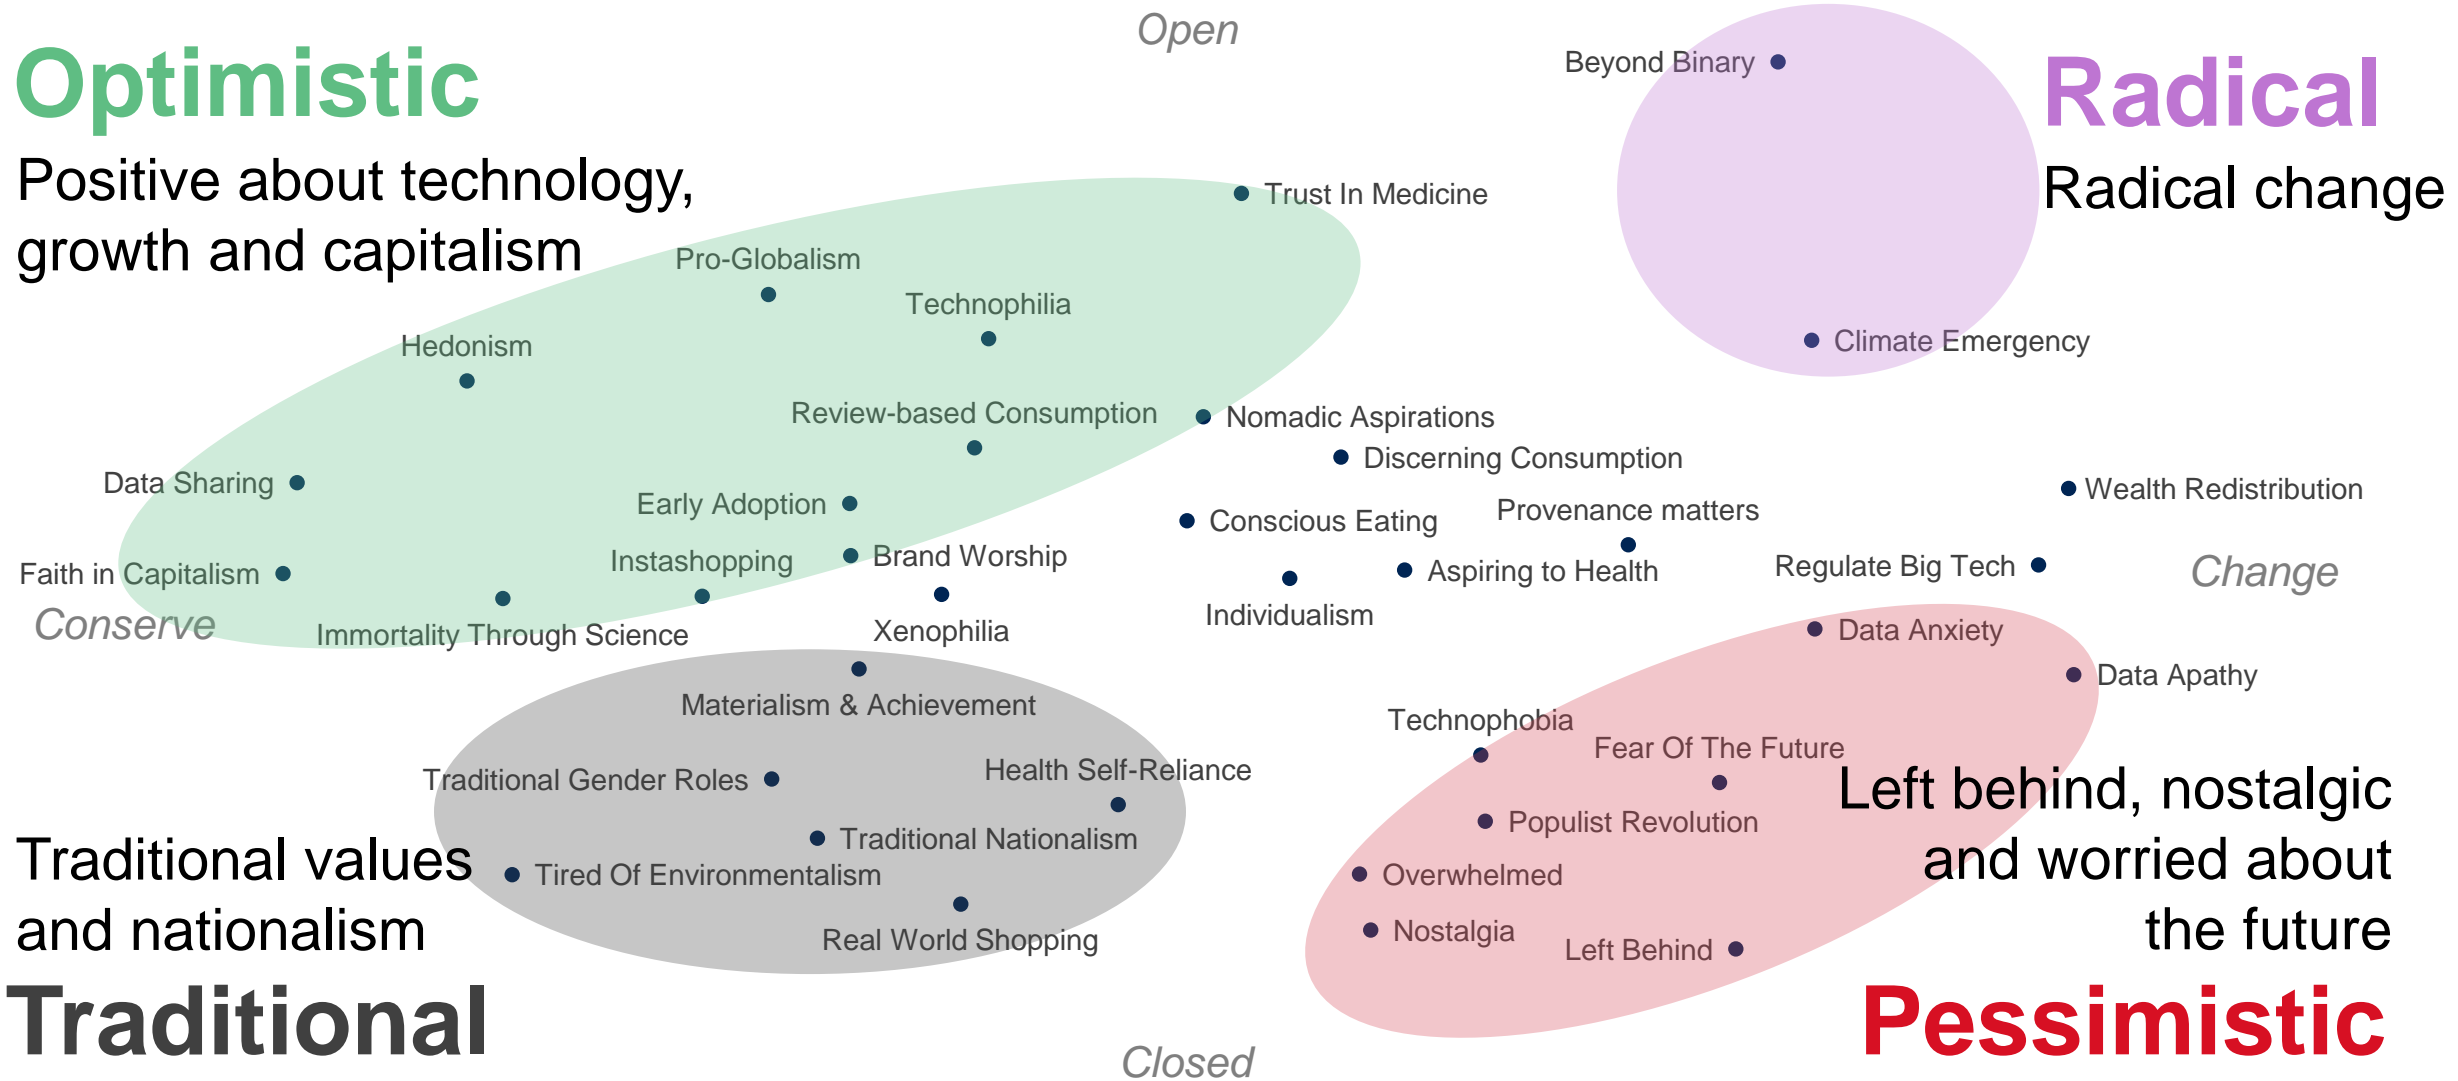 Open
Optimistic
Positive about technology,
growth and capitalism
Beyond Binary
Radical
Radical change
Trust In Medicine
Pro-Globalism
Technophilia
Hedonism
Climate Emergency
Review-based Consumption
Nomadic Aspirations
Discerning Consumption
Data Sharing
Early Adoption
Conscious Eating
Provenance matters
Wealth Redistribution
Faith in Capitalism
Instashopping
Brand Worship
Aspiring to Health
Regulate Big Tech
Change
Conserve
Immortality Through Science
Xenophilia
Individualism
Data Anxiety
Data Apathy
Materialism & Achievement
Technophobia
Fear Of The Future
Traditional Gender Roles
Health Self-Reliance
Populist Revolution
Traditional Nationalism
Tired Of Environmentalism
Overwhelmed
Real World Shopping
Nostalgia
Left Behind
Left behind, nostalgic
and worried about
the future
Traditional values
and nationalism
Traditional
Pessimistic
Closed